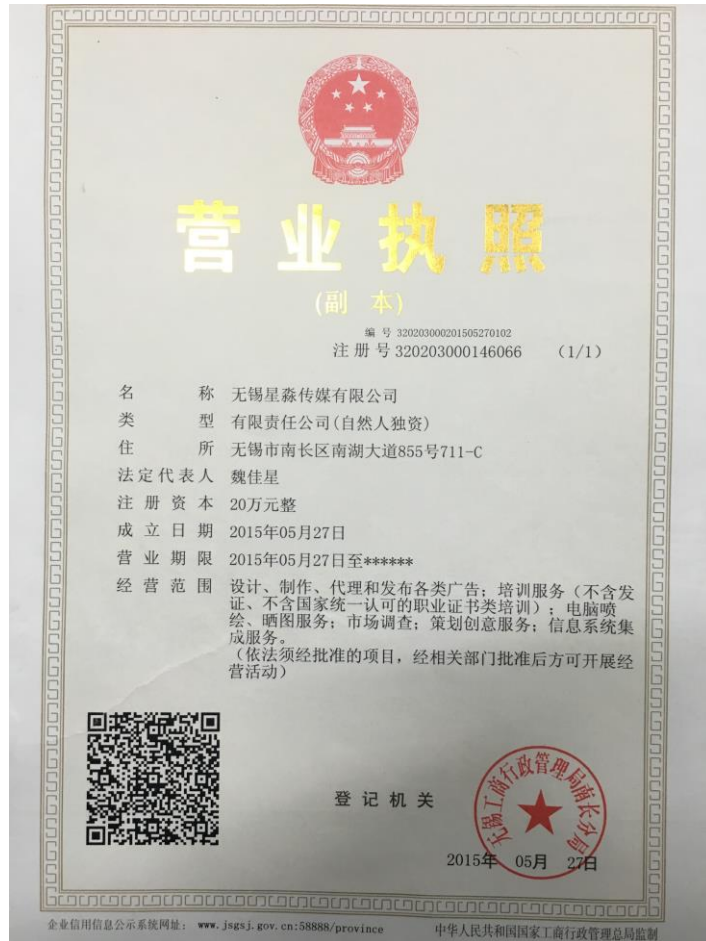 营业执照
(副 本)
编 号 320203000201505270102
注 册 号 320203000146066 (1/1)
名 称 无锡星淼传媒有限公司
类 型 有限责任公司(自然人独资)
住 所 无锡市南长区南湖大道855号711-C
法定代表人 魏佳星
注 册 资 本 20万元整
成 立 日 期 2015年05月27日
营 业 期 限 2015年05月27日至******
经 营 范 围 设计、制作、代理和发布各类广告；培训服务（不含发
证、不含国家统一认可的职业证书类培训）；电脑喷
绘、晒图服务；市场调查；策划创意服务；信息系统集
成服务。
（依法须经批准的项目，经相关部门批准后方可开展经
营活动）
登 记 机 关
无锡工商行政管理局南长分局
2015年 05月 27日
企业信用信息公示系统网址： www.jsgsj.gov.cn:58888/province
中华人民共和国国家工商行政管理总局监制